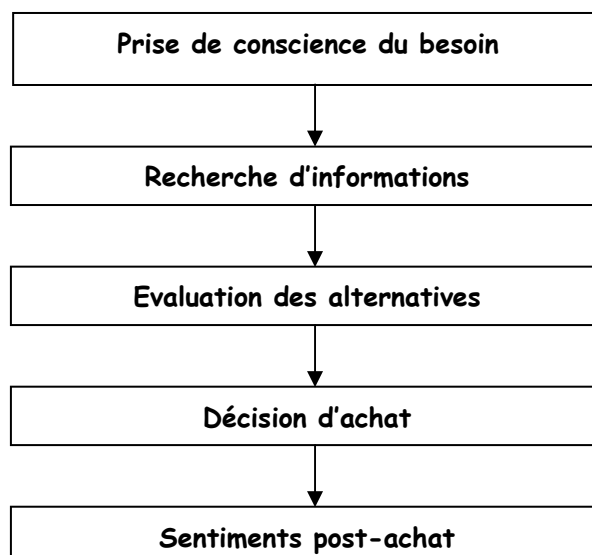 Prise de conscience du besoin
Recherche d’informations
Evaluation des alternatives
Décision d’achat
Sentiments post-achat